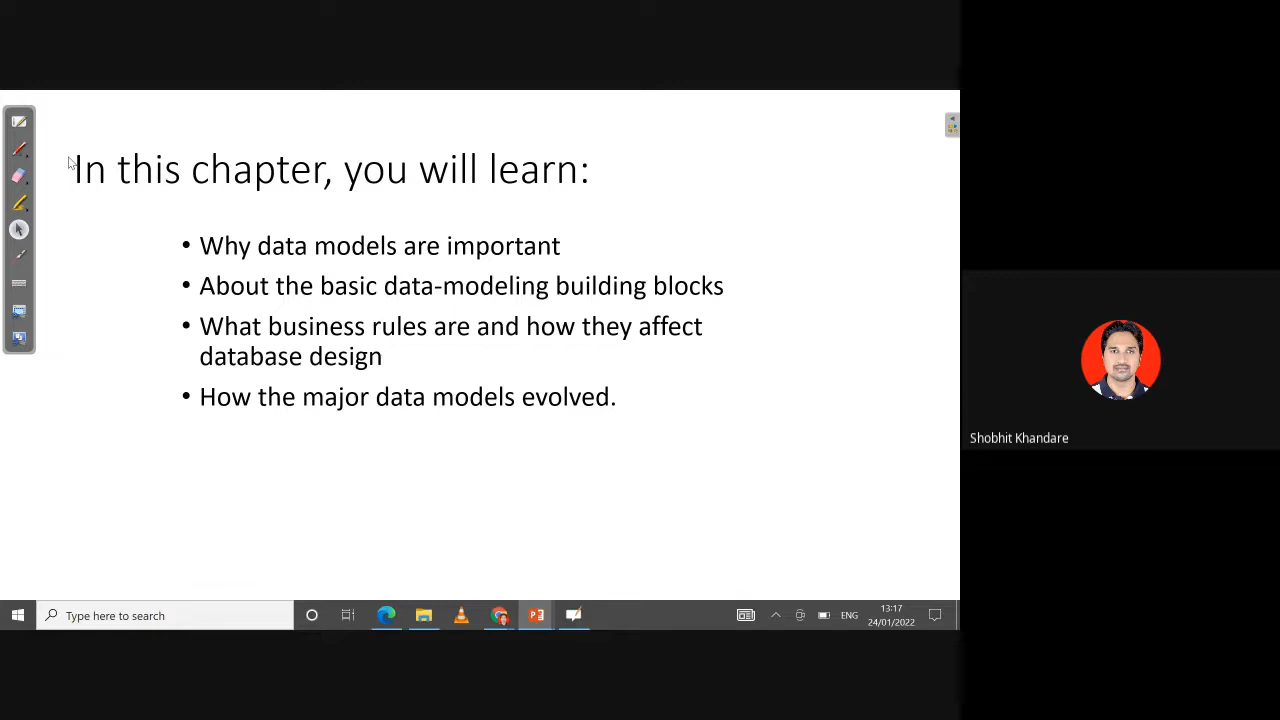 In this chapter, you will learn:
• Why data models are important
• About the basic data-modeling building blocks
• What business rules are and how they affect
database design
• How the major data models evolved.
Shobhit Khandare
Type here to search
ENG
13:17
24/01/2022